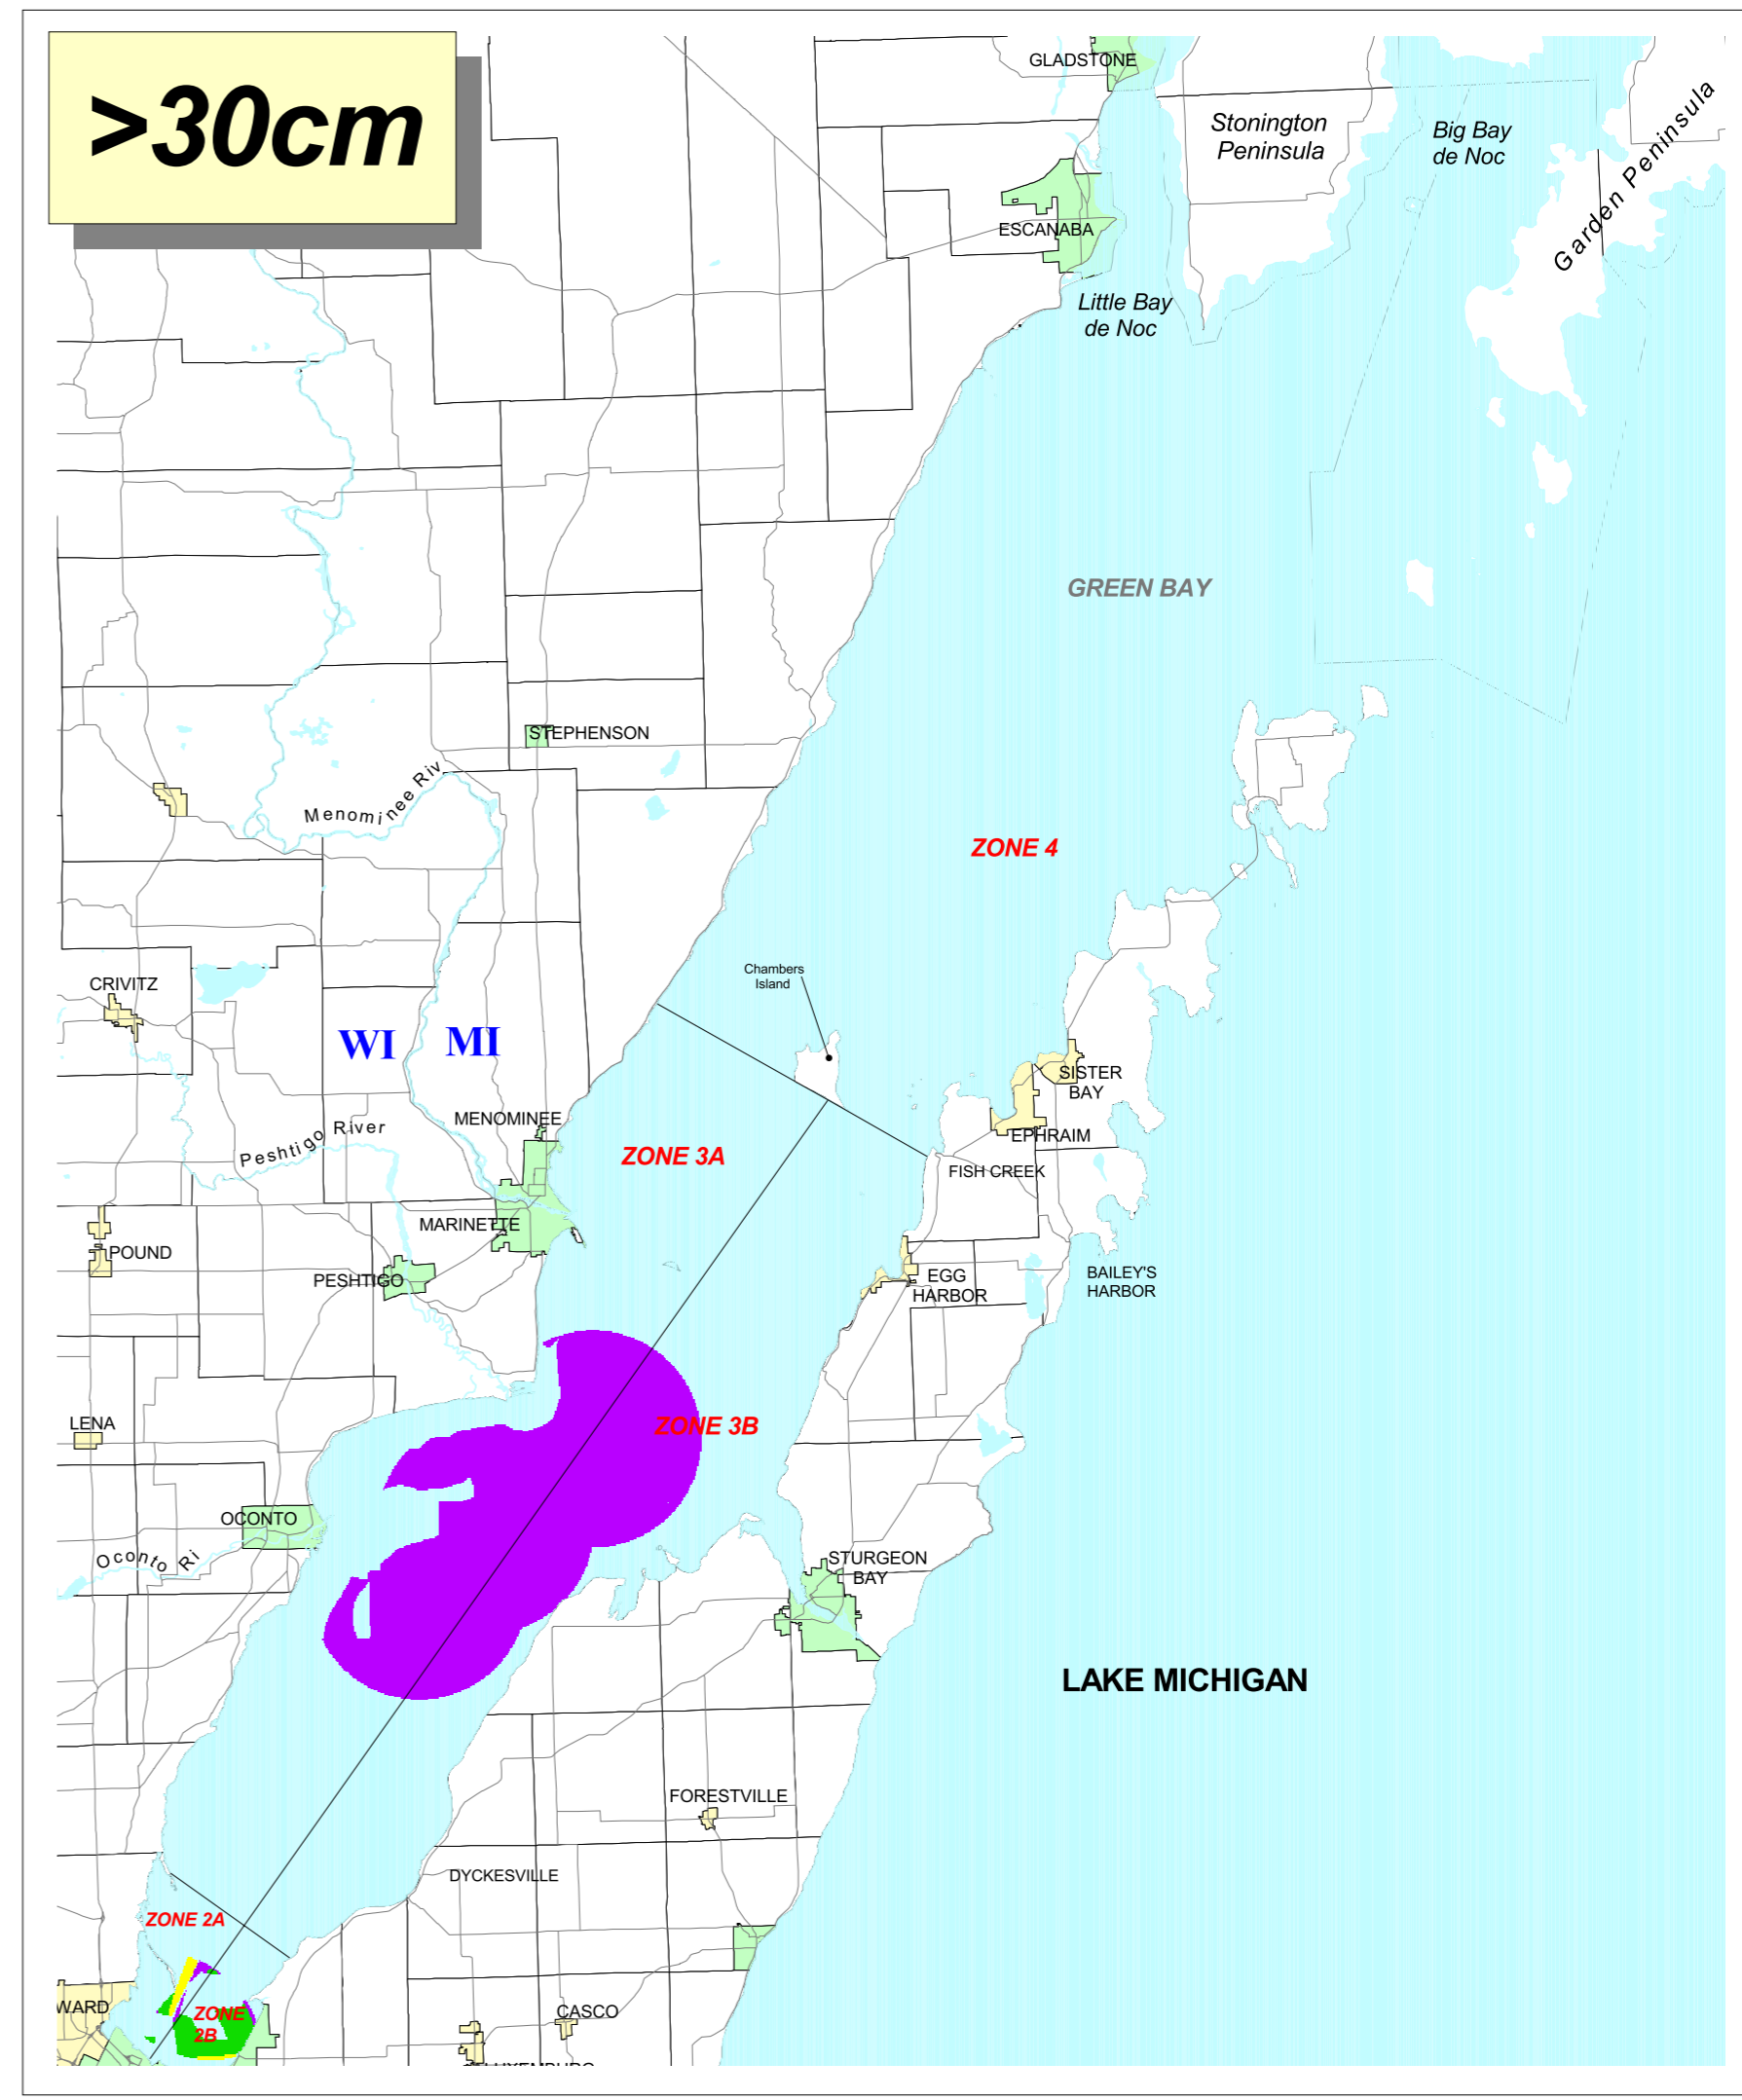 >30cm
GLADSTONE
Stonington
Peninsula
Big Bay
de Noc
Garden Peninsula
ESCANABA
Little Bay
de Noc
GREEN BAY
STEPHENSON
Menominee Riv
ZONE 4
Chambers
Island
CRIVITZ
WI
MI
SISTER
BAY
MENOMINEE
EPHRAIM
Peshtigo River
ZONE 3A
FISH CREEK
MARINETTE
POUND
PESHTIGO
EGG
HARBOR
BAILEY'S
HARBOR
LENA
ZONE 3B
OCONTO
Oconto Ri
STURGEON
BAY
LAKE MICHIGAN
FORESTVILLE
DYCKESVILLE
ZONE 2A
WARD
ZONE
2B
CASCO